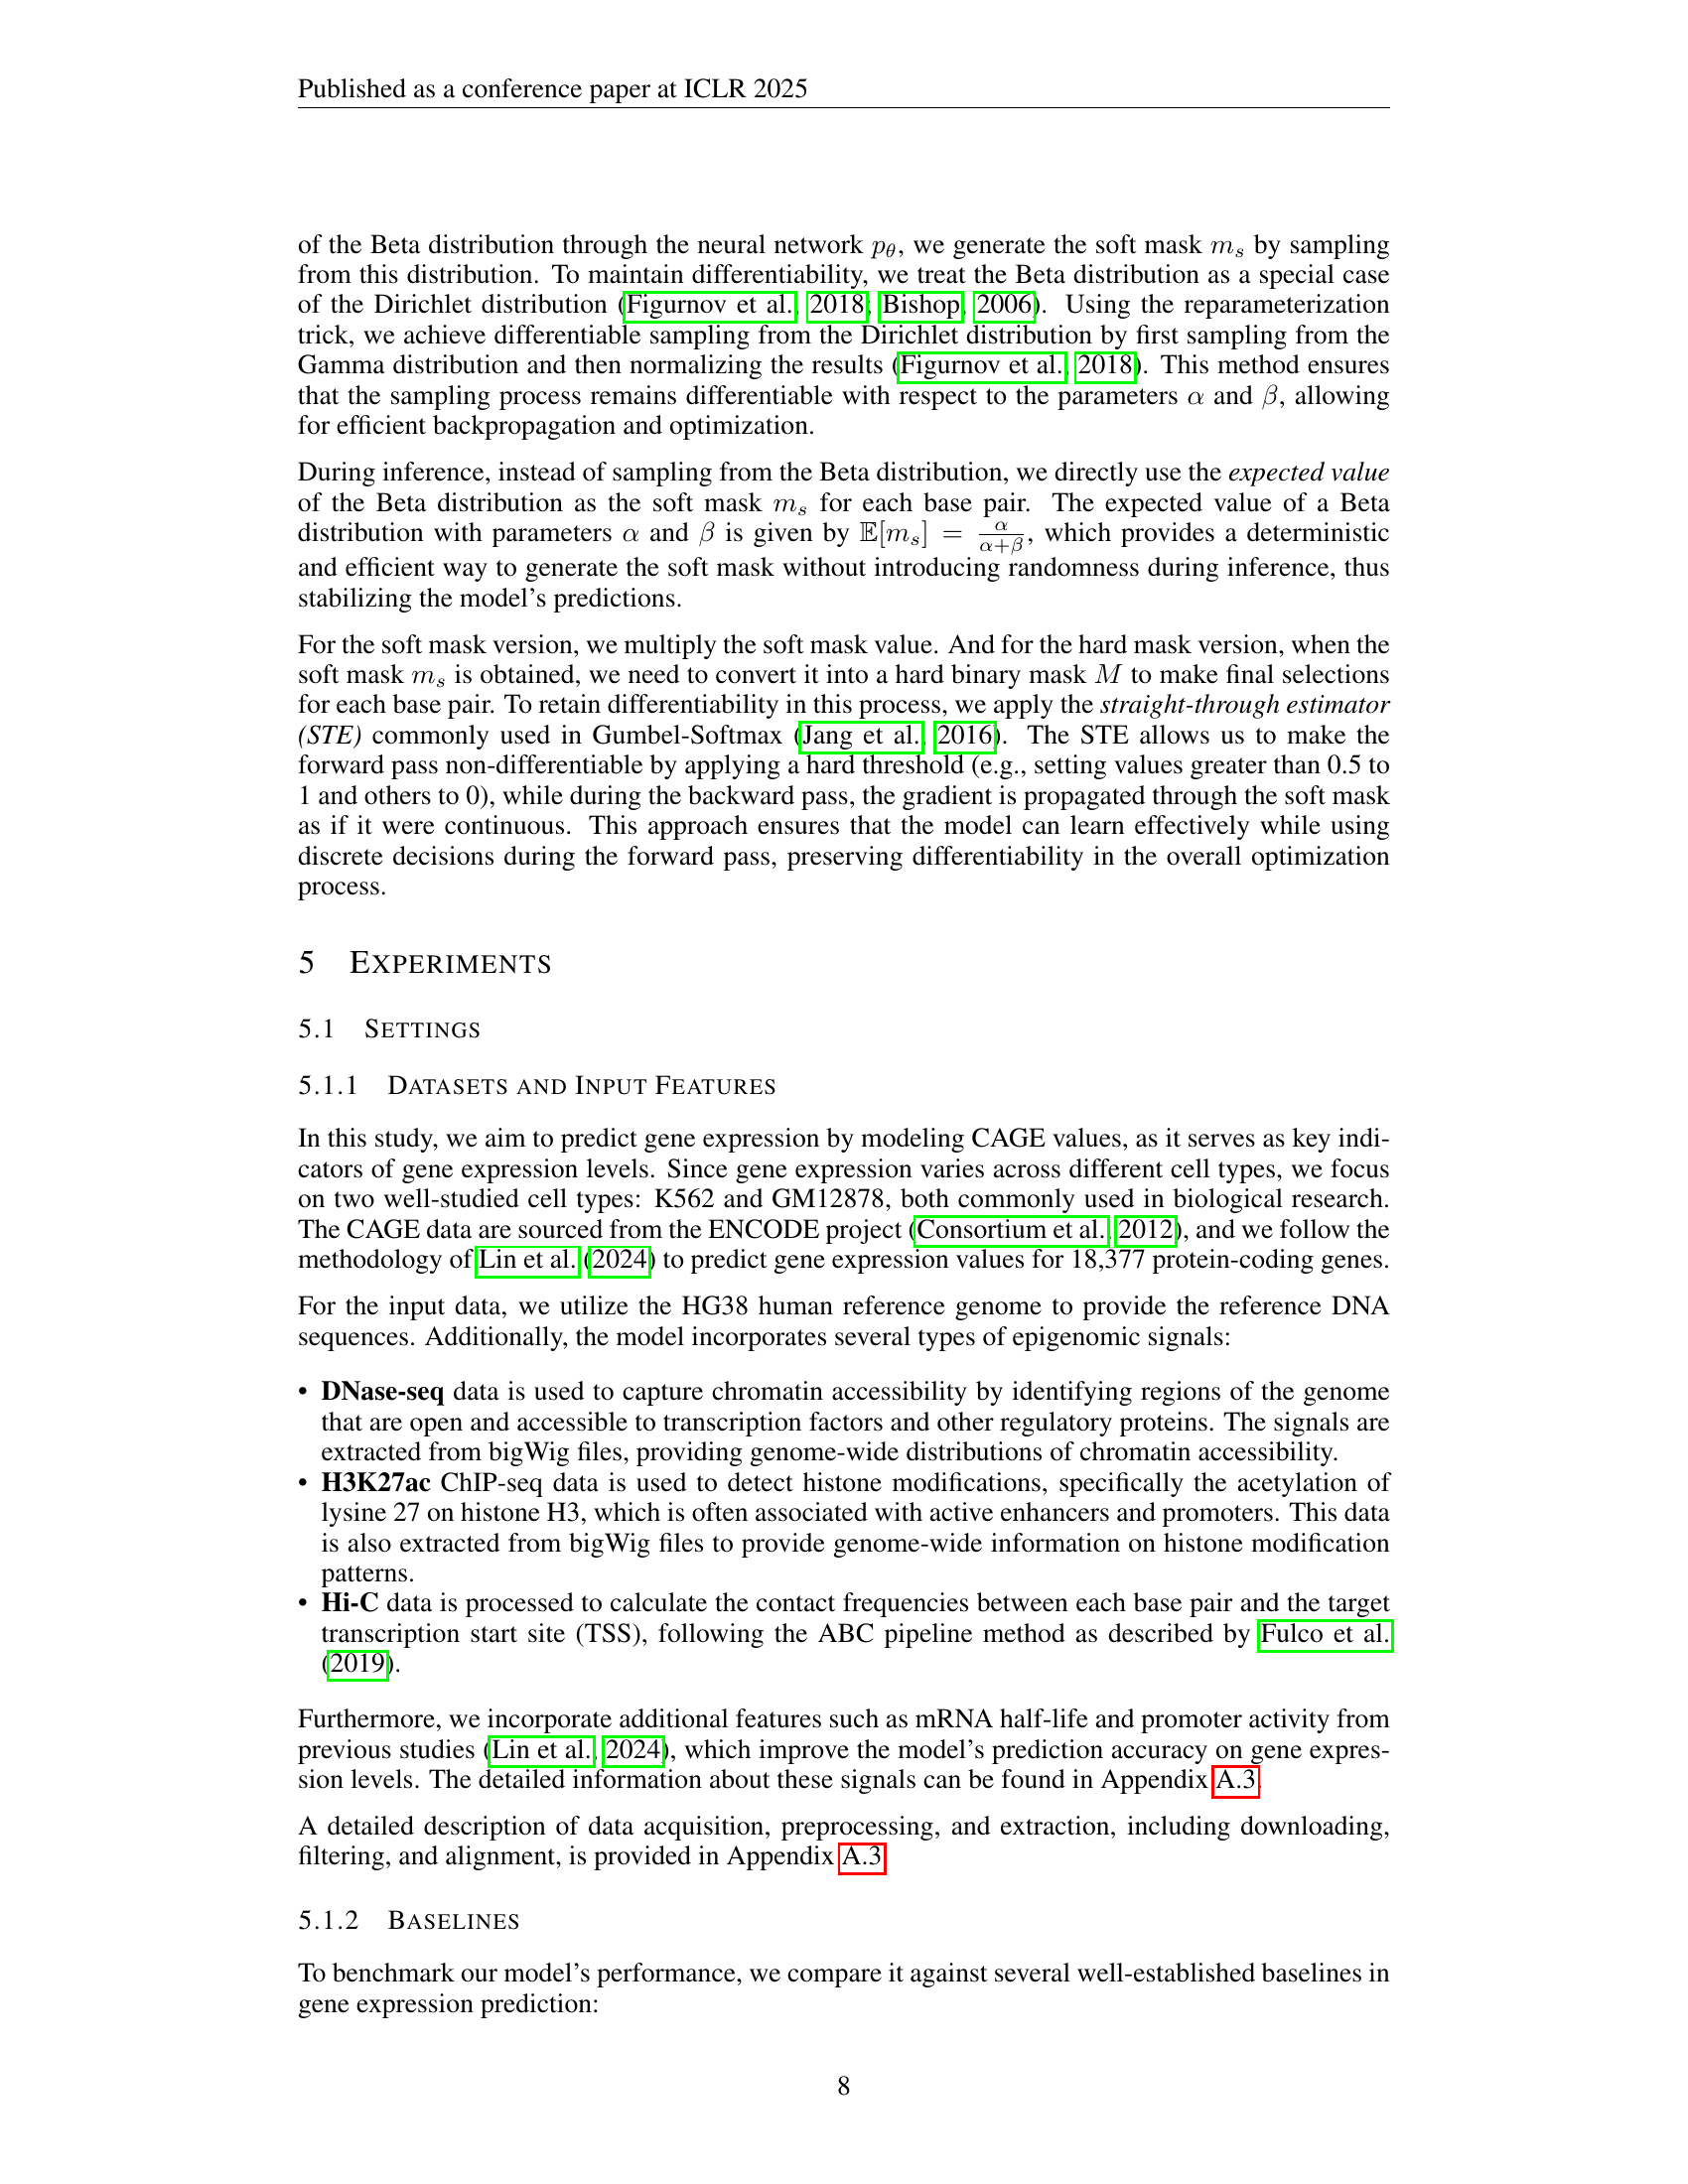 Published as a conference paper at ICLR 2025
of the Beta distribution through the neural network pθ, we generate the soft mask ms by sampling
from this distribution. To maintain differentiability, we treat the Beta distribution as a special case
of the Dirichlet distribution (Figurnov et al., 2018; Bishop, 2006). Using the reparameterization
trick, we achieve differentiable sampling from the Dirichlet distribution by first sampling from the
Gamma distribution and then normalizing the results (Figurnov et al., 2018). This method ensures
that the sampling process remains differentiable with respect to the parameters α and β, allowing
for efficient backpropagation and optimization.
During inference, instead of sampling from the Beta distribution, we directly use the expected value
of the Beta distribution as the soft mask ms for each base pair. The expected value of a Beta
distribution with parameters α and β is given by 𝔼[ms] = α/(α+β), which provides a deterministic
and efficient way to generate the soft mask without introducing randomness during inference, thus
stabilizing the model's predictions.
For the soft mask version, we multiply the soft mask value. And for the hard mask version, when the
soft mask ms is obtained, we need to convert it into a hard binary mask M to make final selections
for each base pair. To retain differentiability in this process, we apply the straight-through estimator
(STE) commonly used in Gumbel-Softmax (Jang et al., 2016). The STE allows us to make the
forward pass non-differentiable by applying a hard threshold (e.g., setting values greater than 0.5 to
1 and others to 0), while during the backward pass, the gradient is propagated through the soft mask
as if it were continuous. This approach ensures that the model can learn effectively while using
discrete decisions during the forward pass, preserving differentiability in the overall optimization
process.
5 EXPERIMENTS
5.1 SETTINGS
5.1.1 DATASETS AND INPUT FEATURES
In this study, we aim to predict gene expression by modeling CAGE values, as it serves as key indi-
cators of gene expression levels. Since gene expression varies across different cell types, we focus
on two well-studied cell types: K562 and GM12878, both commonly used in biological research.
The CAGE data are sourced from the ENCODE project (Consortium et al., 2012), and we follow the
methodology of Lin et al. (2024) to predict gene expression values for 18,377 protein-coding genes.
For the input data, we utilize the HG38 human reference genome to provide the reference DNA
sequences. Additionally, the model incorporates several types of epigenomic signals:
• DNase-seq data is used to capture chromatin accessibility by identifying regions of the genome
that are open and accessible to transcription factors and other regulatory proteins. The signals are
extracted from bigWig files, providing genome-wide distributions of chromatin accessibility.
• H3K27ac ChIP-seq data is used to detect histone modifications, specifically the acetylation of
lysine 27 on histone H3, which is often associated with active enhancers and promoters. This data
is also extracted from bigWig files to provide genome-wide information on histone modification
patterns.
• Hi-C data is processed to calculate the contact frequencies between each base pair and the target
transcription start site (TSS), following the ABC pipeline method as described by Fulco et al.
(2019).
Furthermore, we incorporate additional features such as mRNA half-life and promoter activity from
previous studies (Lin et al., 2024), which improve the model's prediction accuracy on gene expres-
sion levels. The detailed information about these signals can be found in Appendix A.3.
A detailed description of data acquisition, preprocessing, and extraction, including downloading,
filtering, and alignment, is provided in Appendix A.3
5.1.2 BASELINES
To benchmark our model's performance, we compare it against several well-established baselines in
gene expression prediction:
8